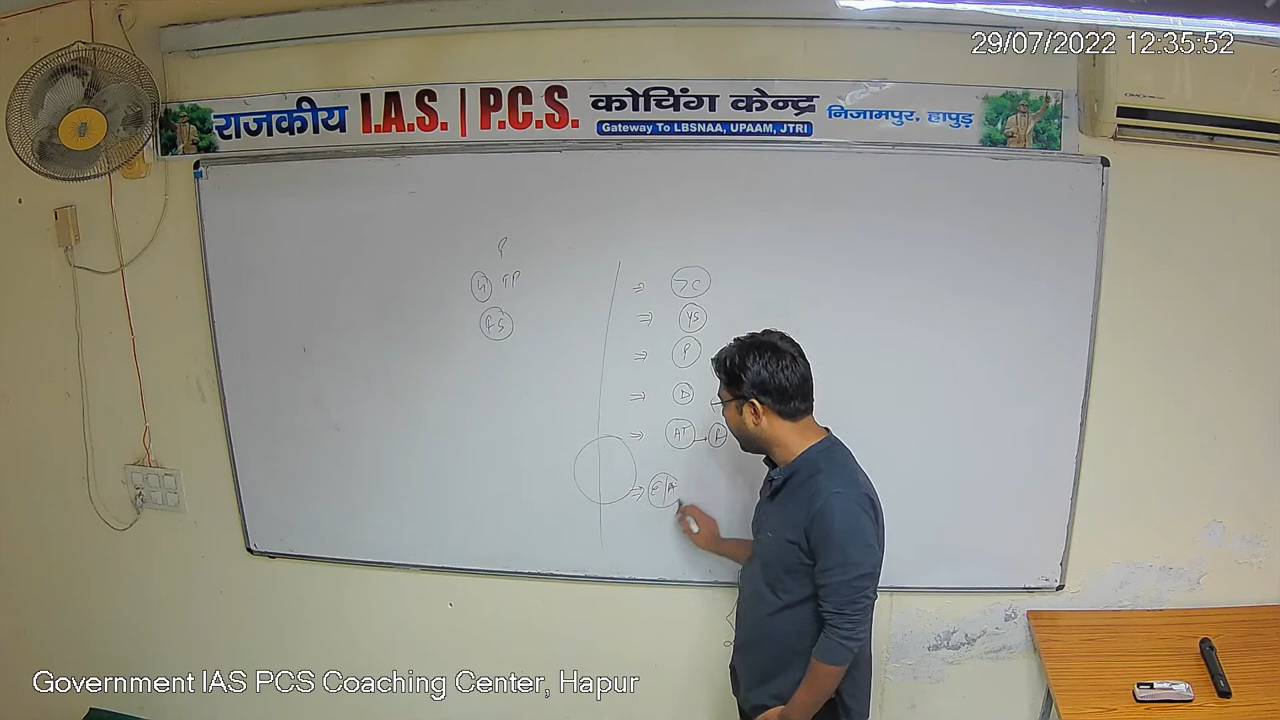 29/07/2022 12:35:52
राजकीय I.A.S. | P.C.S. कोचिंग केन्द्र निजामपुर, हापुड़
Gateway To LBSNAA, UPAAM, JTRI
TP
⇒ YS
⇒ P
⇒ D
⇒ AT →
Government IAS PCS Coaching Center, Hapur